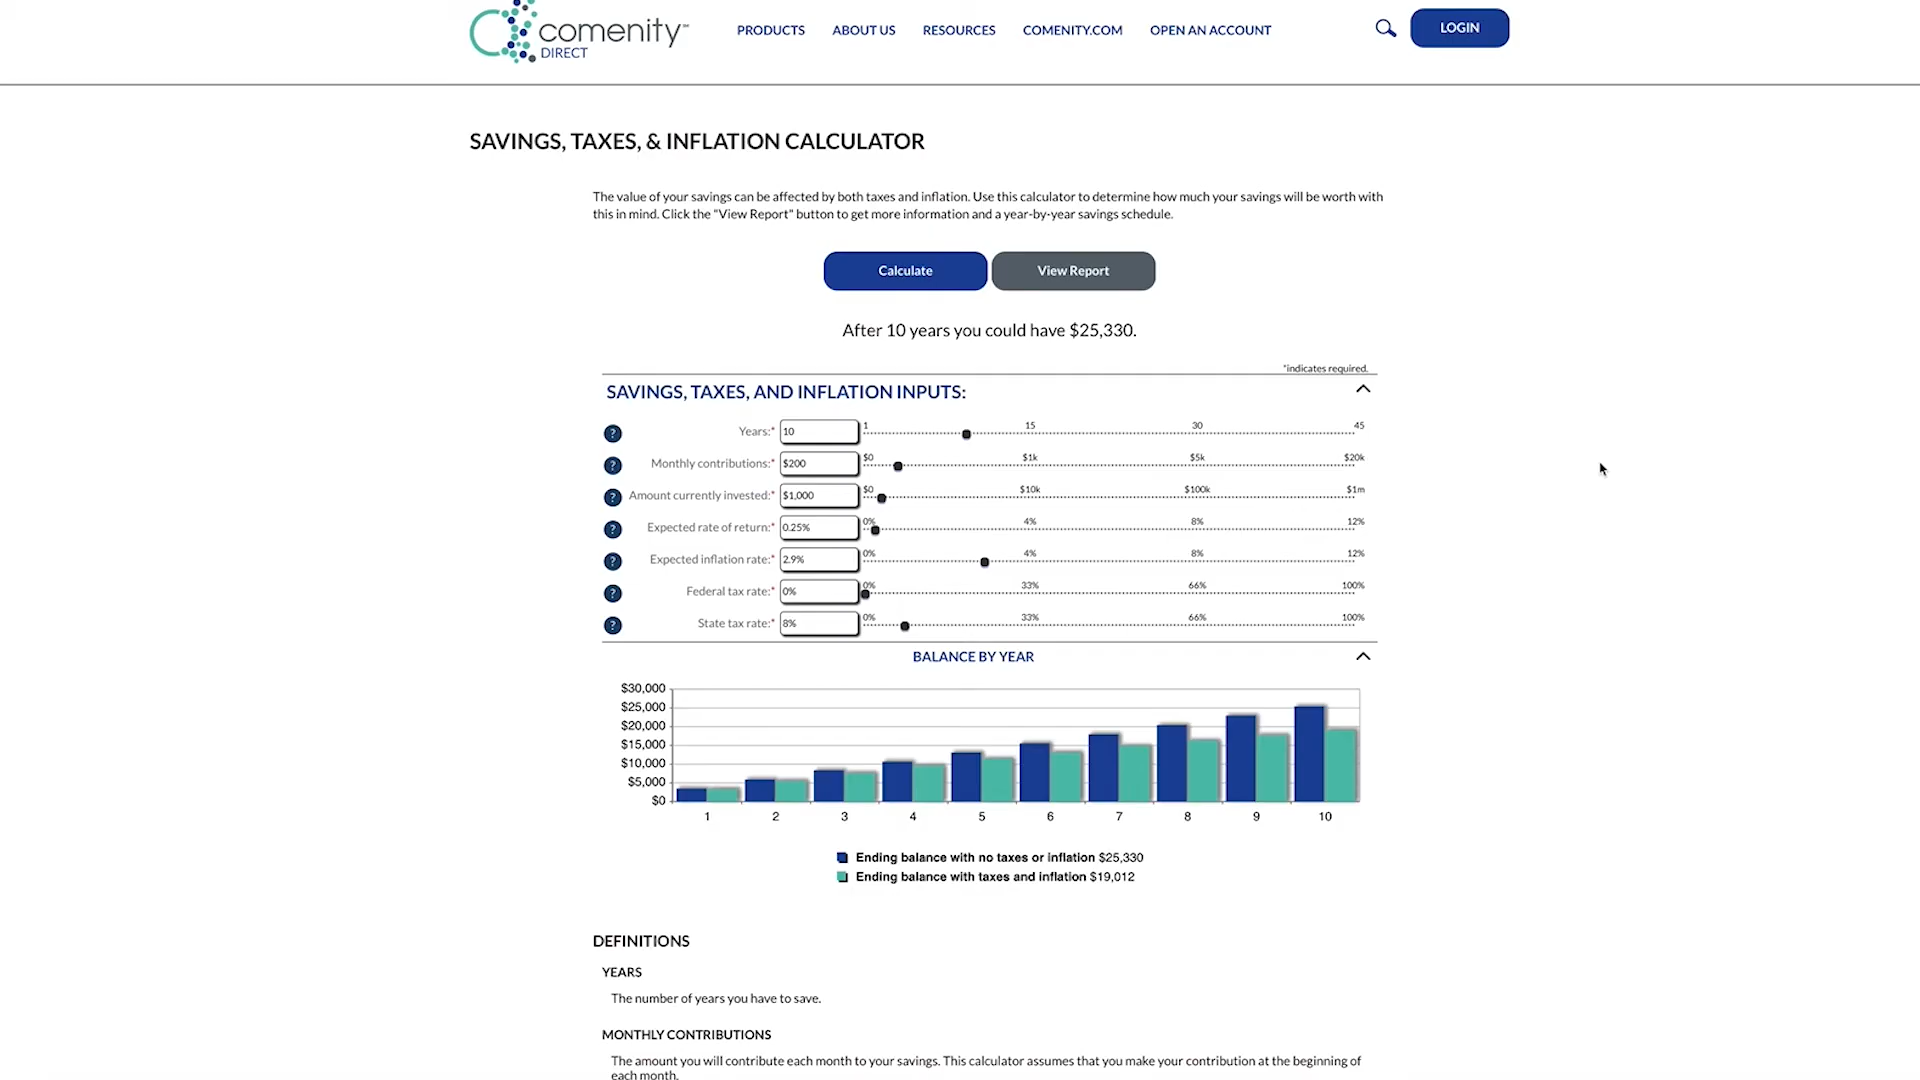 comenity℠
DIRECT
PRODUCTS
ABOUT US
RESOURCES
COMENITY.COM
OPEN AN ACCOUNT
LOGIN
SAVINGS, TAXES, & INFLATION CALCULATOR
The value of your savings can be affected by both taxes and inflation. Use this calculator to determine how much your savings will be worth with
this in mind. Click the "View Report" button to get more information and a year-by-year savings schedule.
Calculate
View Report
After 10 years you could have $25,330.
*indicates required.
SAVINGS, TAXES, AND INFLATION INPUTS:
? Years:* 10 1 15 30 45
? Monthly contributions:* $200 $0 $1k $5k $20k
? Amount currently invested:* $1,000 $0 $10k $100k $1m
? Expected rate of return:* 0.25% 0% 4% 8% 12%
? Expected inflation rate:* 2.9% 0% 4% 8% 12%
? Federal tax rate:* 0% 0% 33% 66% 100%
? State tax rate:* 8% 0% 33% 66% 100%
BALANCE BY YEAR
$30,000
$25,000
$20,000
$15,000
$10,000
$5,000
$0
1 2 3 4 5 6 7 8 9 10
Ending balance with no taxes or inflation $25,330
Ending balance with taxes and inflation $19,012
DEFINITIONS
YEARS
The number of years you have to save.
MONTHLY CONTRIBUTIONS
The amount you will contribute each month to your savings. This calculator assumes that you make your contribution at the beginning of
each month.